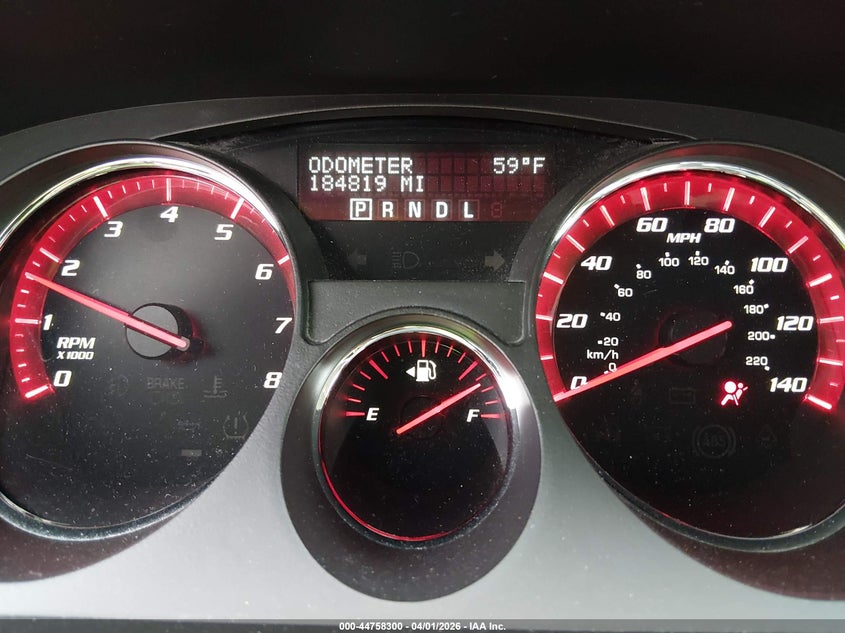 ODOMETER 59°F
184819 MI
P R N D L
0 1 2 3 4 5 6 7 8
RPM
X1000
BRAKE
E F
0 20 40 60 80 100 120 140
MPH
0 20 40 60 80 100 120 140 160 180 200 220
km/h
ABS
000-44758300 - 04/01/2026 - IAA Inc.